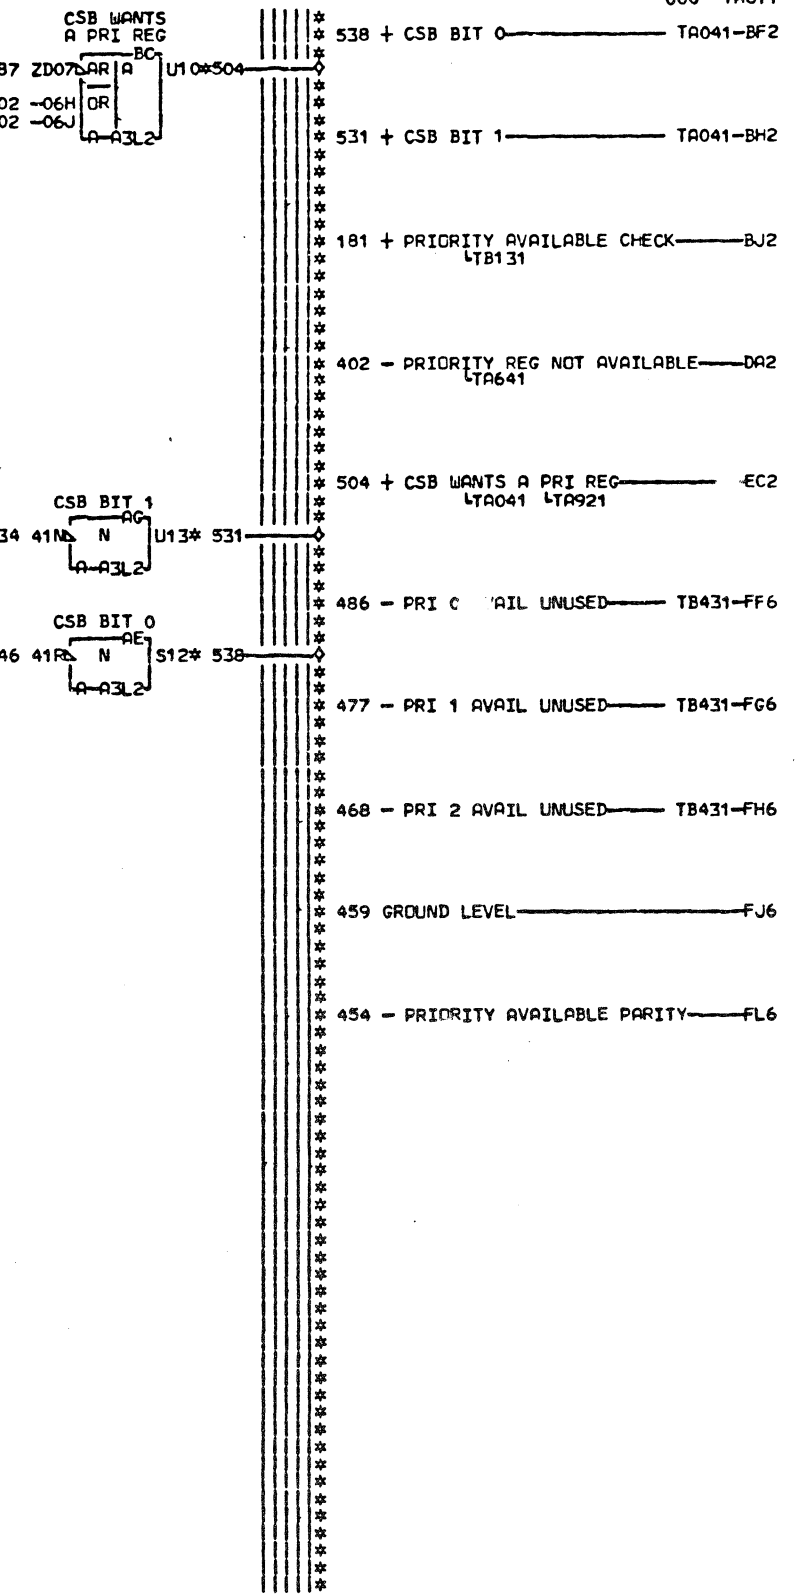 CSB WANTS
A PRI REG
BC
ZD07 AR A U10*504
02 -06H OR
02 -06J
A-A3L2
538 + CSB BIT 0 TA041-BF2
531 + CSB BIT 1 TA041-BH2
181 + PRIORITY AVAILABLE CHECK BJ2
TB131
402 - PRIORITY REG NOT AVAILABLE DA2
TA641
504 + CSB WANTS A PRI REG EC2
TA041 TA921
CSB BIT 1
AG
34 41N N U13* 531
A-A3L2
486 - PRI AIL UNUSED TB431-FF6
CSB BIT 0
AE
46 41R N S12* 538
A-A3L2
477 - PRI 1 AVAIL UNUSED TB431-FG6
468 - PRI 2 AVAIL UNUSED TB431-FH6
459 GROUND LEVEL FJ6
454 - PRIORITY AVAILABLE PARITY FL6